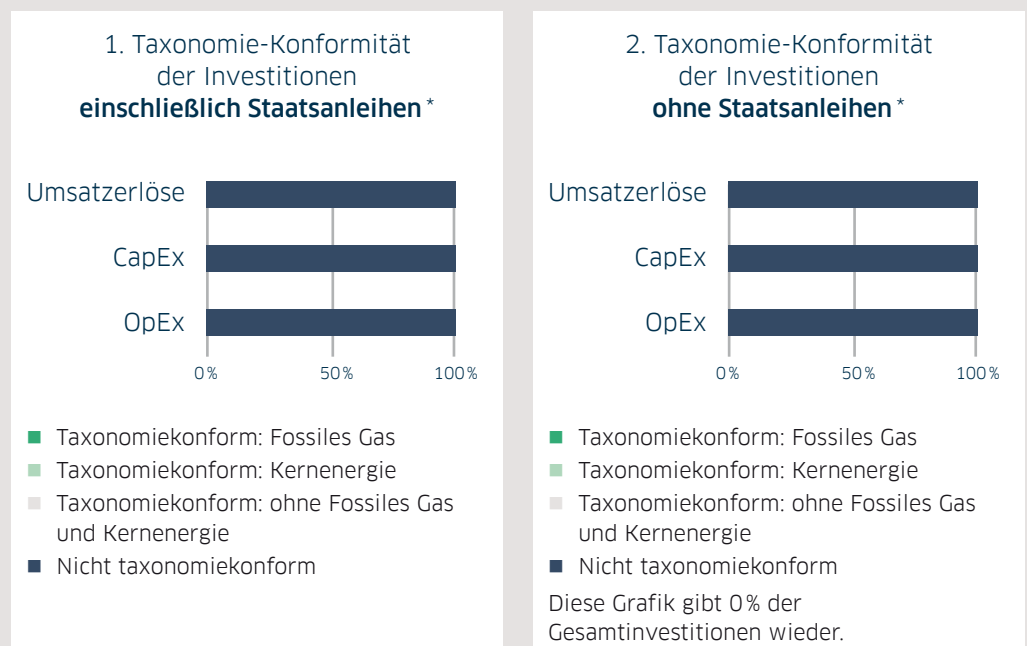 1. Taxonomie-Konformität
der Investitionen
einschließlich Staatsanleihen *
Umsatzerlöse
CapEx
OpEx
0 %
50 %
100 %
Taxonomiekonform: Fossiles Gas
Taxonomiekonform: Kernenergie
Taxonomiekonform: ohne Fossiles Gas
und Kernenergie
Nicht taxonomiekonform
2. Taxonomie-Konformität
der Investitionen
ohne Staatsanleihen *
Umsatzerlöse
CapEx
OpEx
0 %
50 %
100 %
Taxonomiekonform: Fossiles Gas
Taxonomiekonform: Kernenergie
Taxonomiekonform: ohne Fossiles Gas
und Kernenergie
Nicht taxonomiekonform
Diese Grafik gibt 0 % der
Gesamtinvestitionen wieder.